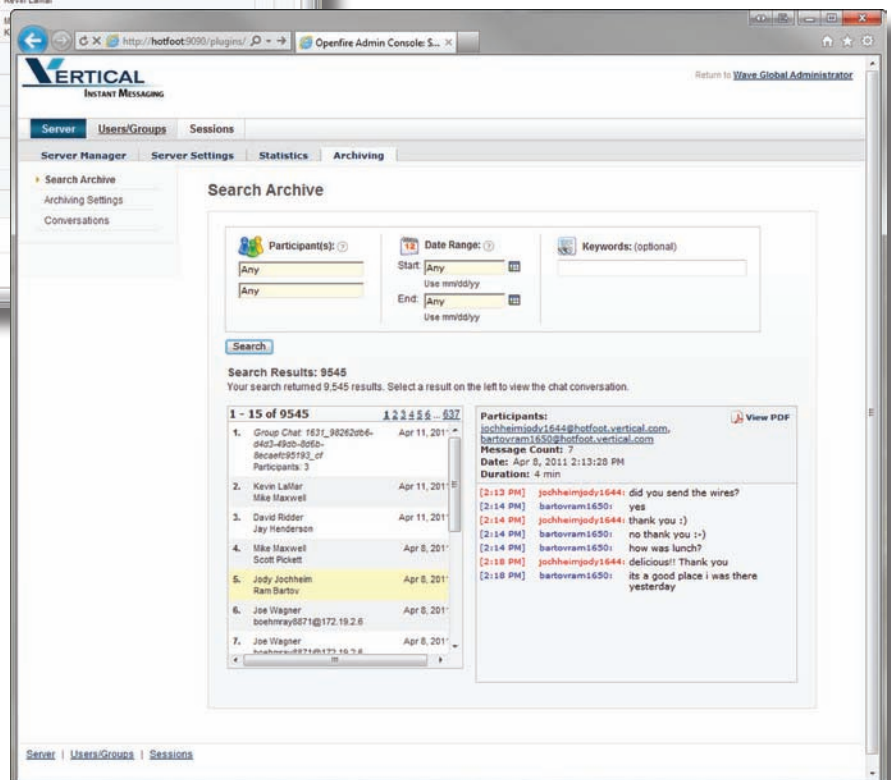 Kevin LaMar
http://hotfoot:9090/plugins/
Openfire Admin Console: S...
VERTICAL
INSTANT MESSAGING
Return to Wave Global Administrator
Server Users/Groups Sessions
Server Manager Server Settings Statistics Archiving
Search Archive
Archiving Settings
Conversations
Search Archive
Participant(s):
Any
Any
12 Date Range:
Start: Any
Use mm/dd/yy
End: Any
Use mm/dd/yy
Keywords: (optional)
Search
Search Results: 9545
Your search returned 9,545 results. Select a result on the left to view the chat conversation.
1 - 15 of 9545 1 2 3 4 5 6 ... 637
1. Group Chat: 1631_98262db6- Apr 11, 201
d4d3-49db-8d6b-
8ecaefc95193_cf
Participants: 3
2. Kevin LaMar Apr 11, 201
Mike Maxwell
3. David Ridder Apr 11, 201
Jay Henderson
4. Mike Maxwell Apr 8, 201
Scott Pickett
5. Jody Jochheim Apr 8, 201
Ram Bartov
6. Joe Wagner Apr 8, 201
boehmray8871@172.19.2.6
7. Joe Wagner Apr 8, 201
boehmray8871@172.19.2.6
Participants: View PDF
jochheimjody1644@hotfoot.vertical.com,
bartovram1650@hotfoot.vertical.com
Message Count: 7
Date: Apr 8, 2011 2:13:28 PM
Duration: 4 min
[2:13 PM] jochheimjody1644: did you send the wires?
[2:14 PM] bartovram1650: yes
[2:14 PM] jochheimjody1644: thank you :)
[2:14 PM] bartovram1650: no thank you :-)
[2:14 PM] bartovram1650: how was lunch?
[2:18 PM] jochheimjody1644: delicious!! Thank you
[2:18 PM] bartovram1650: its a good place i was there
yesterday
Server | Users/Groups | Sessions